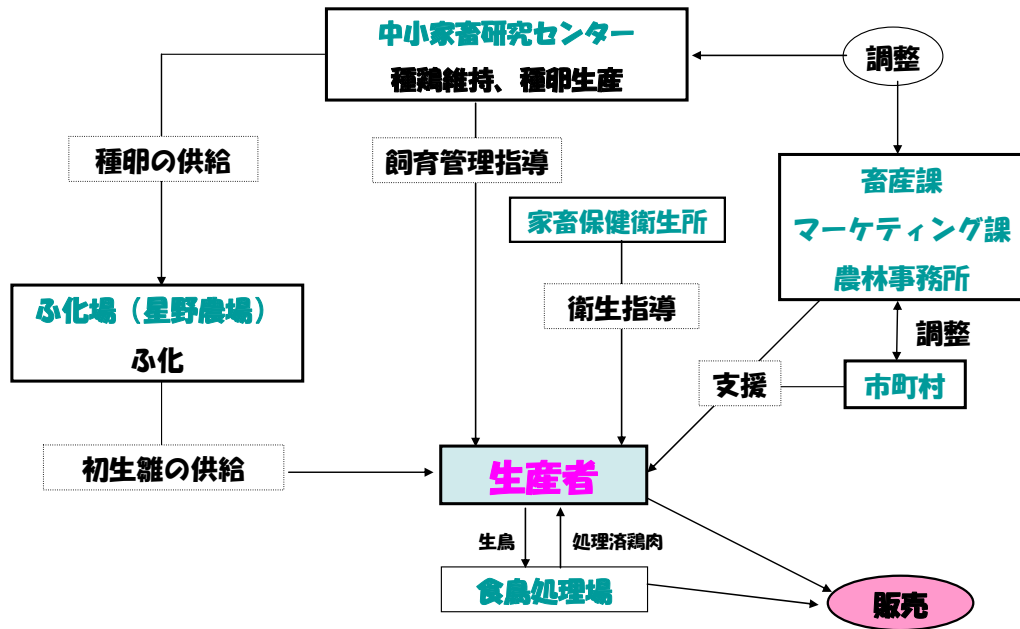 中小家畜研究センター
種鶏維持、種卵生産
調整
種卵の供給
飼育管理指導
畜産課
マーケティング課
農林事務所
家畜保健衛生所
ふ化場（星野農場）
ふ化
衛生指導
調整
支援
市町村
初生雛の供給
生産者
生鳥
処理済鶏肉
食鳥処理場
販売